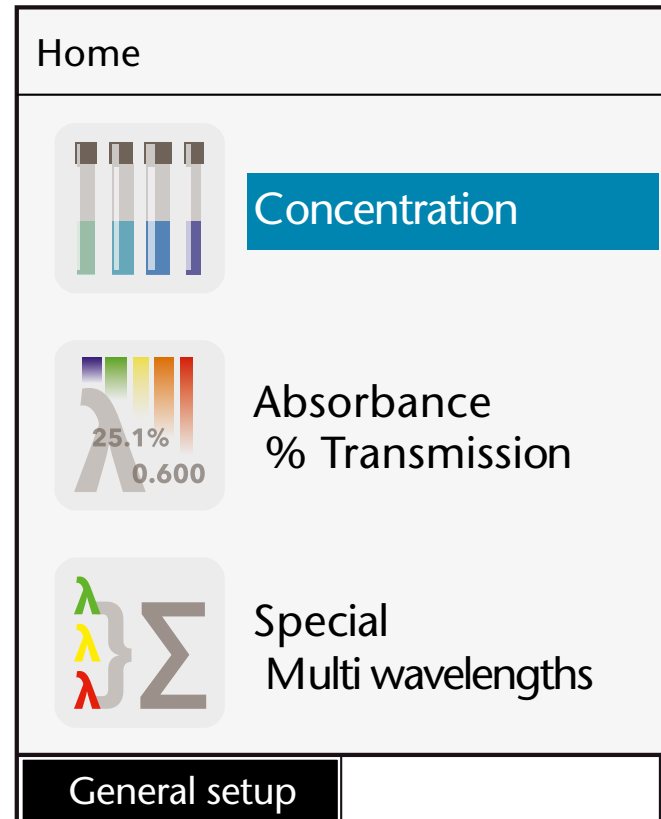 Home
Concentration
25.1%
0.600
Absorbance
% Transmission
λ
λ
λ
λ
} Σ
Special
Multi wavelengths
General setup